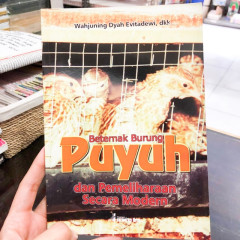 Wahjuning Dyah Evitadewi, dkk
Beternak Burung
Puyuh
dan Pemeliharaan
Secara Modern